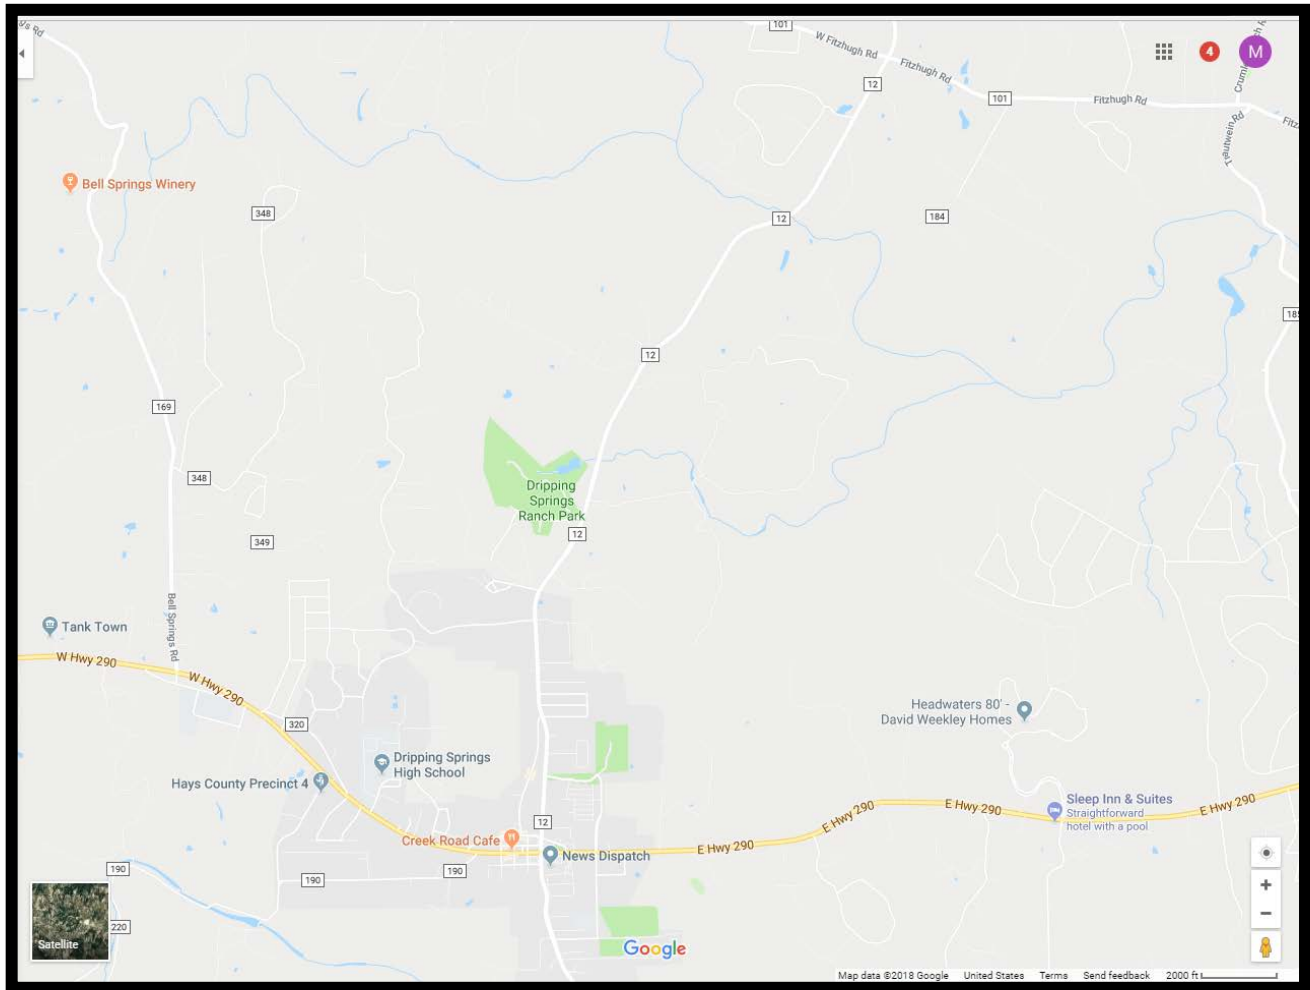 gs Rd
101
W Fitzhugh Rd
4
M
12
Fitzhugh Rd
101
Fitzhugh Rd
Trautwein Rd
Bell Springs Winery
348
12
184
185
12
169
348
Dripping
Springs
Ranch Park
12
349
Bell Springs Rd
Tank Town
W Hwy 290
W Hwy 290
320
Headwaters 80' -
David Weekley Homes
Dripping Springs
High School
Hays County Precinct 4
Sleep Inn & Suites
Straightforward
hotel with a pool
E Hwy 290
E Hwy 290
E Hwy 290
12
Creek Road Cafe
E Hwy 290
News Dispatch
190
190
190
220
Satellite
Google
Map data ©2018 Google United States Terms Send feedback 2000 ft